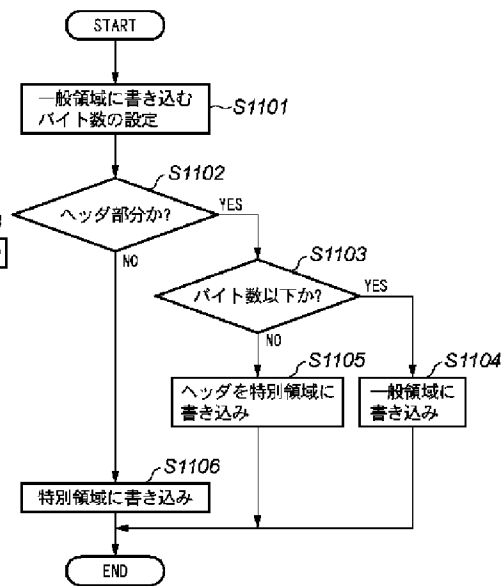 START
一般領域に書き込む
バイト数の設定
S1101
S1102
ヘッダ部分か?
YES
NO
S1103
バイト数以下か?
YES
NO
S1105
S1104
ヘッダを特別領域に
書き込み
一般領域に
書き込み
S1106
特別領域に書き込み
END